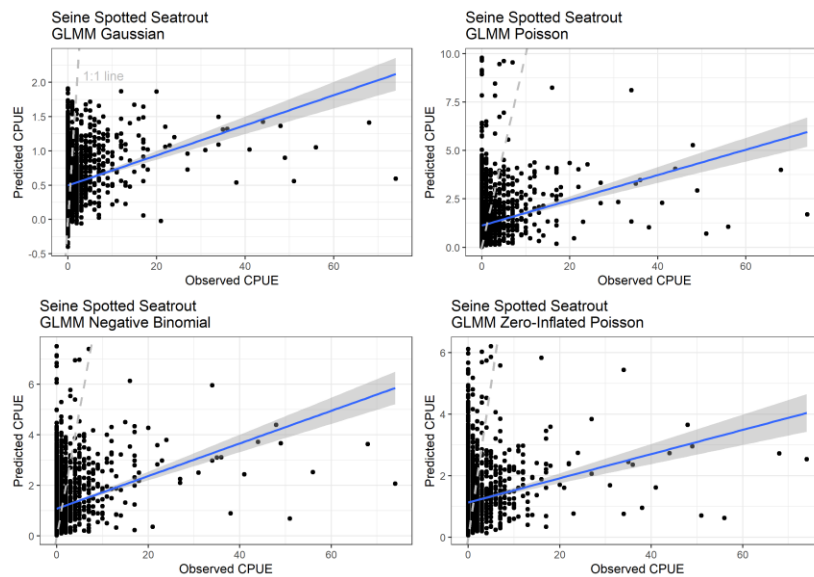 Seine Spotted Seatrout
GLMM Gaussian
1:1 line
2.0
1.5
1.0
0.5
0.0
-0.5
0
20
40
60
Predicted CPUE
Observed CPUE
Seine Spotted Seatrout
GLMM Poisson
10.0
7.5
5.0
2.5
0.0
0
20
40
60
Predicted CPUE
Observed CPUE
Seine Spotted Seatrout
GLMM Negative Binomial
6
4
2
0
0
20
40
60
Predicted CPUE
Observed CPUE
Seine Spotted Seatrout
GLMM Zero-Inflated Poisson
6
4
2
0
0
20
40
60
Predicted CPUE
Observed CPUE